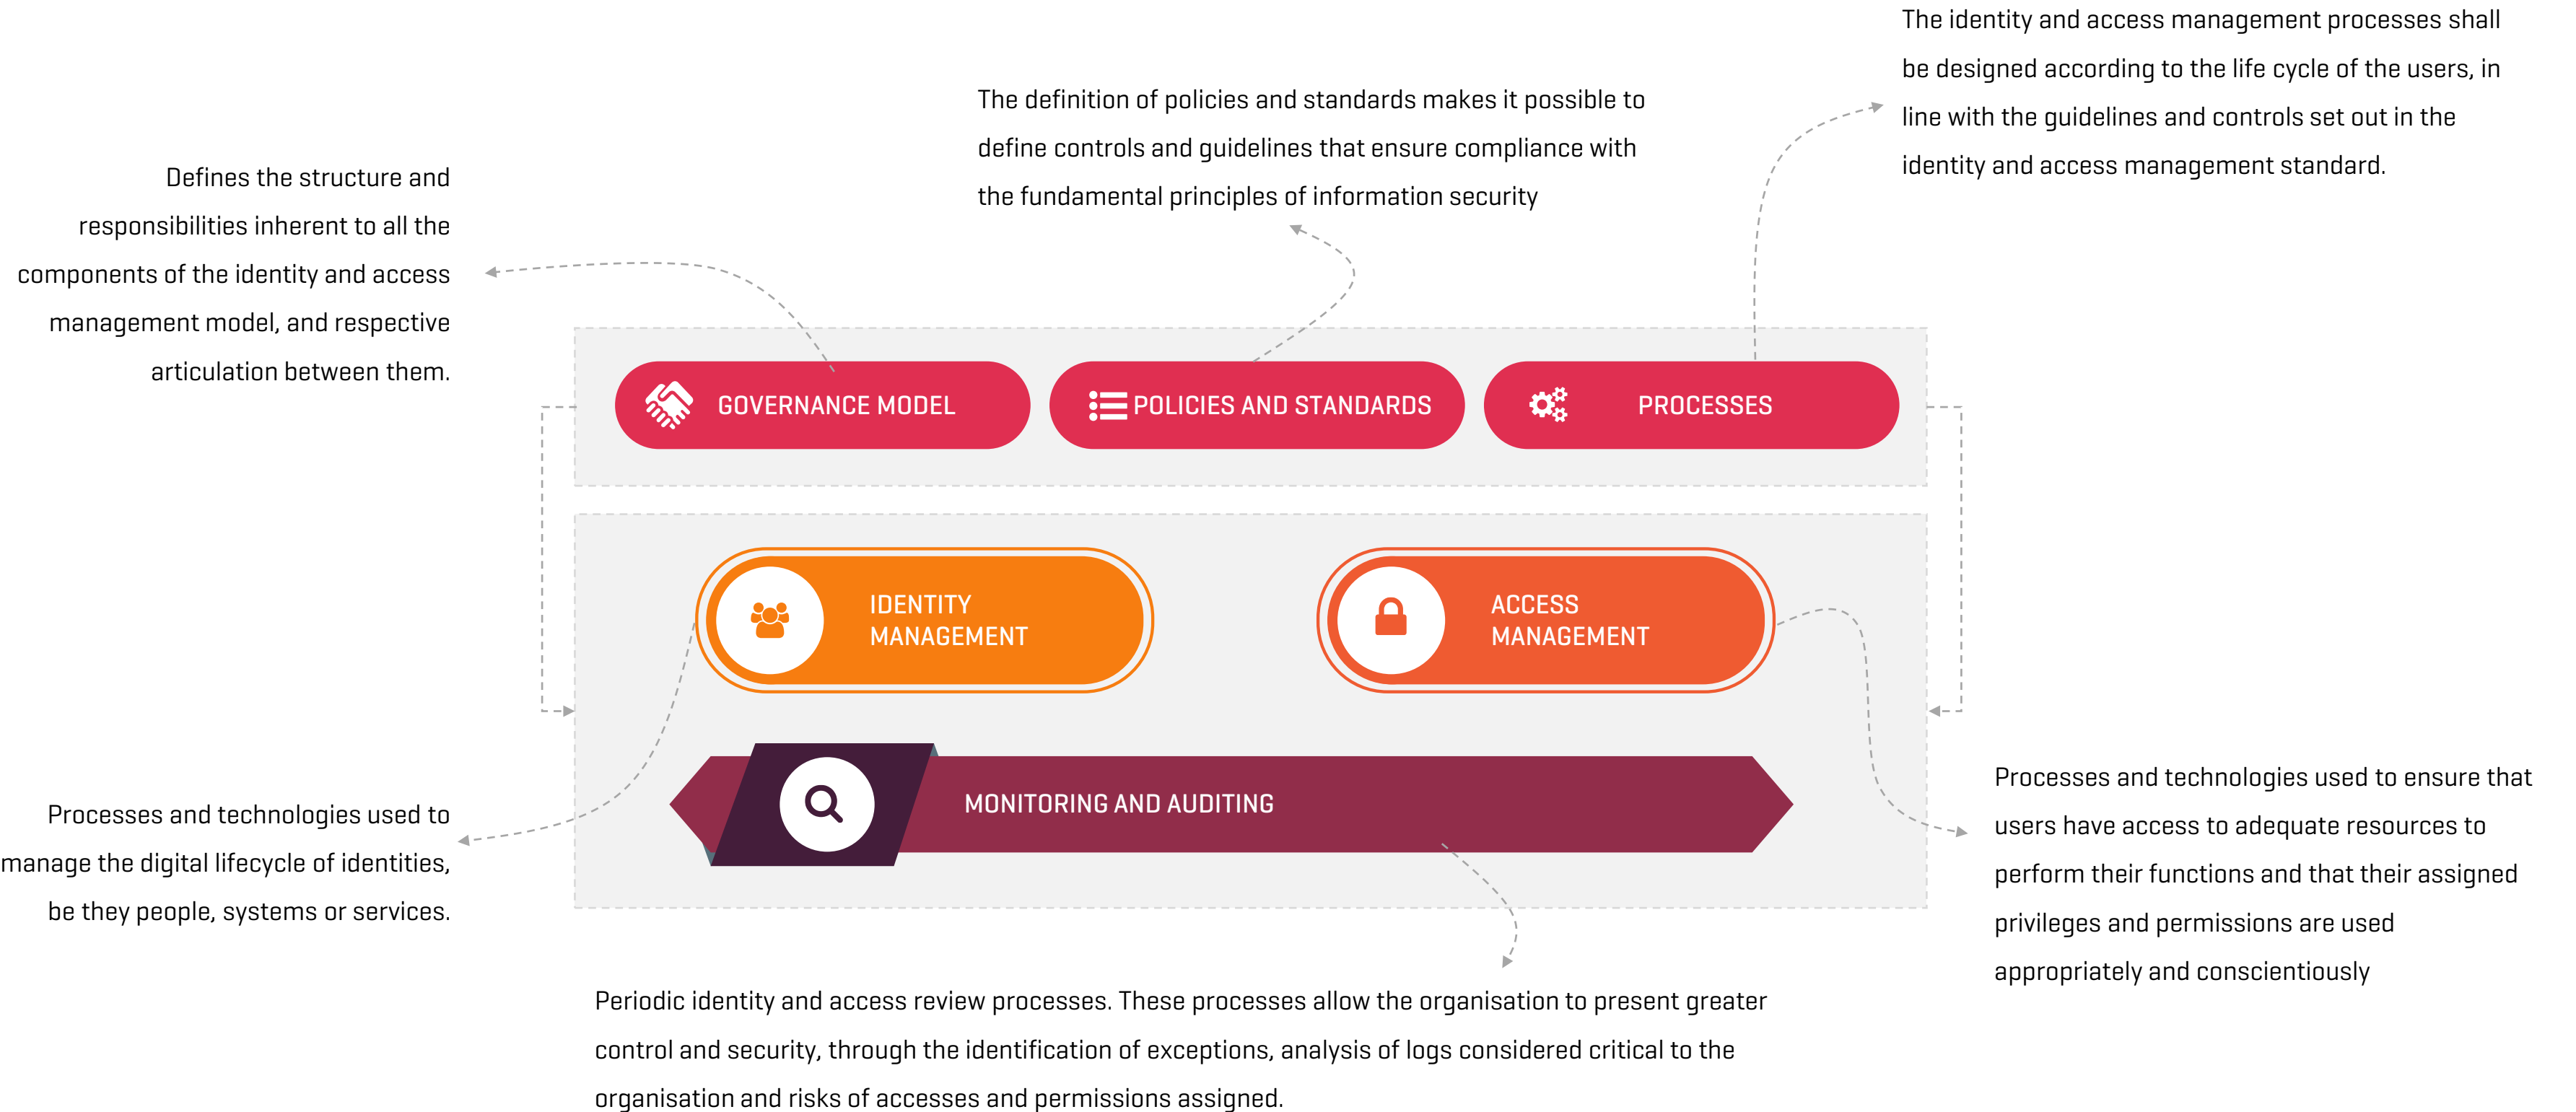 The identity and access management processes shall
be designed according to the life cycle of the users, in
line with the guidelines and controls set out in the
identity and access management standard.
The definition of policies and standards makes it possible to
define controls and guidelines that ensure compliance with
the fundamental principles of information security
Defines the structure and
responsibilities inherent to all the
components of the identity and access
management model, and respective
articulation between them.
GOVERNANCE MODEL
POLICIES AND STANDARDS
PROCESSES
IDENTITY
MANAGEMENT
ACCESS
MANAGEMENT
MONITORING AND AUDITING
Processes and technologies used to
manage the digital lifecycle of identities,
be they people, systems or services.
Processes and technologies used to ensure that
users have access to adequate resources to
perform their functions and that their assigned
privileges and permissions are used
appropriately and conscientiously
Periodic identity and access review processes. These processes allow the organisation to present greater
control and security, through the identification of exceptions, analysis of logs considered critical to the
organisation and risks of accesses and permissions assigned.